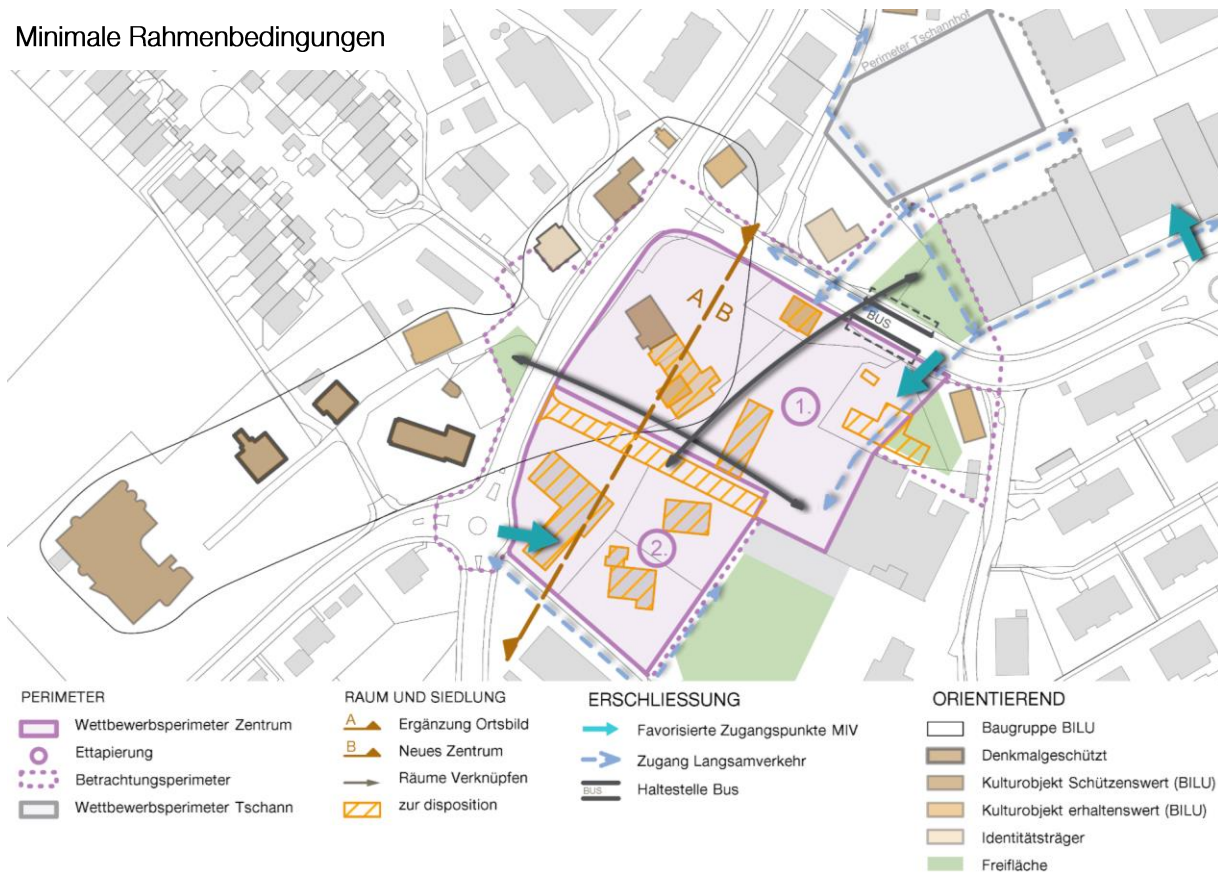 Minimale Rahmenbedingungen
Perimeter Tschannhof
A B
BUS
1.
2.
PERIMETER
Wettbewerbsperimeter Zentrum
Ettapierung
Betrachtungsperimeter
Wettbewerbsperimeter Tschann
RAUM UND SIEDLUNG
A Ergänzung Ortsbild
B Neues Zentrum
Räume Verknüpfen
zur disposition
ERSCHLIESSUNG
Favorisierte Zugangspunkte MIV
Zugang Langsamverkehr
BUS Haltestelle Bus
ORIENTIEREND
Baugruppe BILU
Denkmalgeschützt
Kulturobjekt Schützenswert (BILU)
Kulturobjekt erhaltenswert (BILU)
Identitätsträger
Freifläche